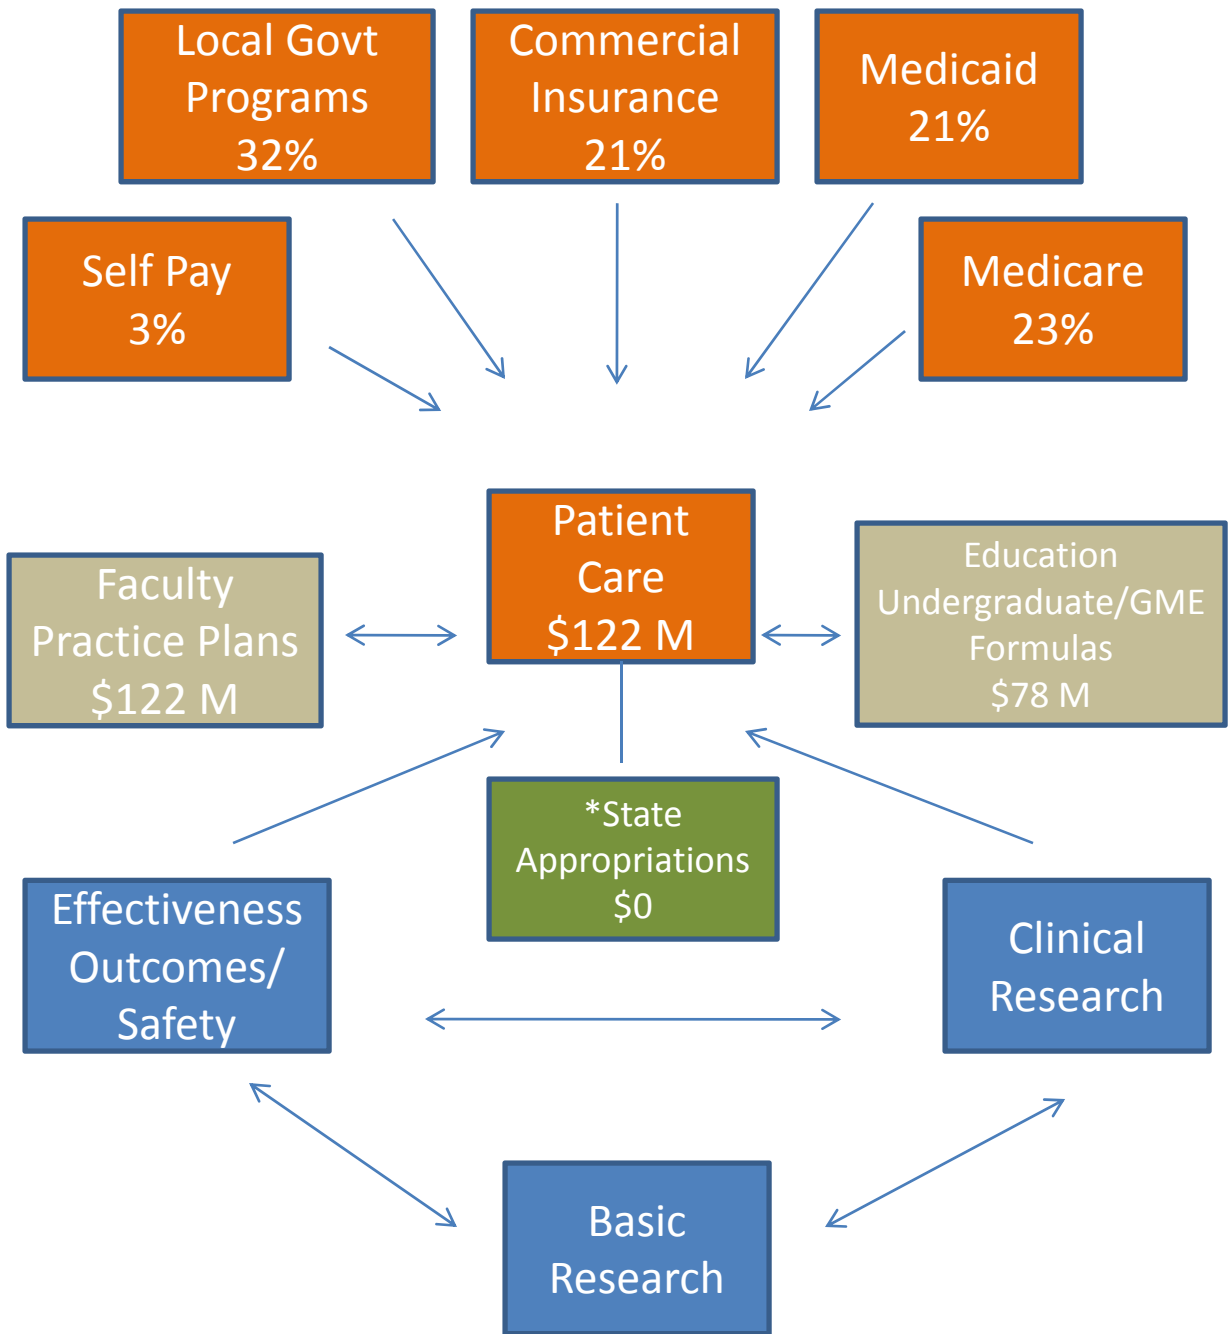 Local Govt
Programs
32%
Commercial
Insurance
21%
Medicaid
21%
Self Pay
3%
Medicare
23%
Patient
Care
$122 M
Faculty
Practice Plans
$122 M
Education
Undergraduate/GME
Formulas
$78 M
*State
Appropriations
$0
Effectiveness
Outcomes/
Safety
Clinical
Research
Basic
Research